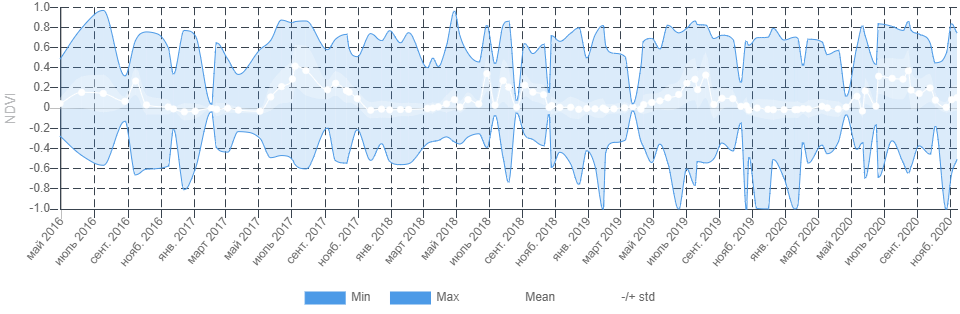 1.0
0.8
0.6
0.4
0.2
0
-0.2
-0.4
-0.6
-0.8
-1.0
NDVI
май 2016
июль 2016
сент. 2016
нояб. 2016
янв. 2017
март 2017
май 2017
июль 2017
сент. 2017
нояб. 2017
янв. 2018
март 2018
май 2018
июль 2018
сент. 2018
нояб. 2018
янв. 2019
март 2019
май 2019
июль 2019
сент. 2019
нояб. 2019
янв. 2020
март 2020
май 2020
июль 2020
сент. 2020
нояб. 2020
Min Max Mean -/+ std